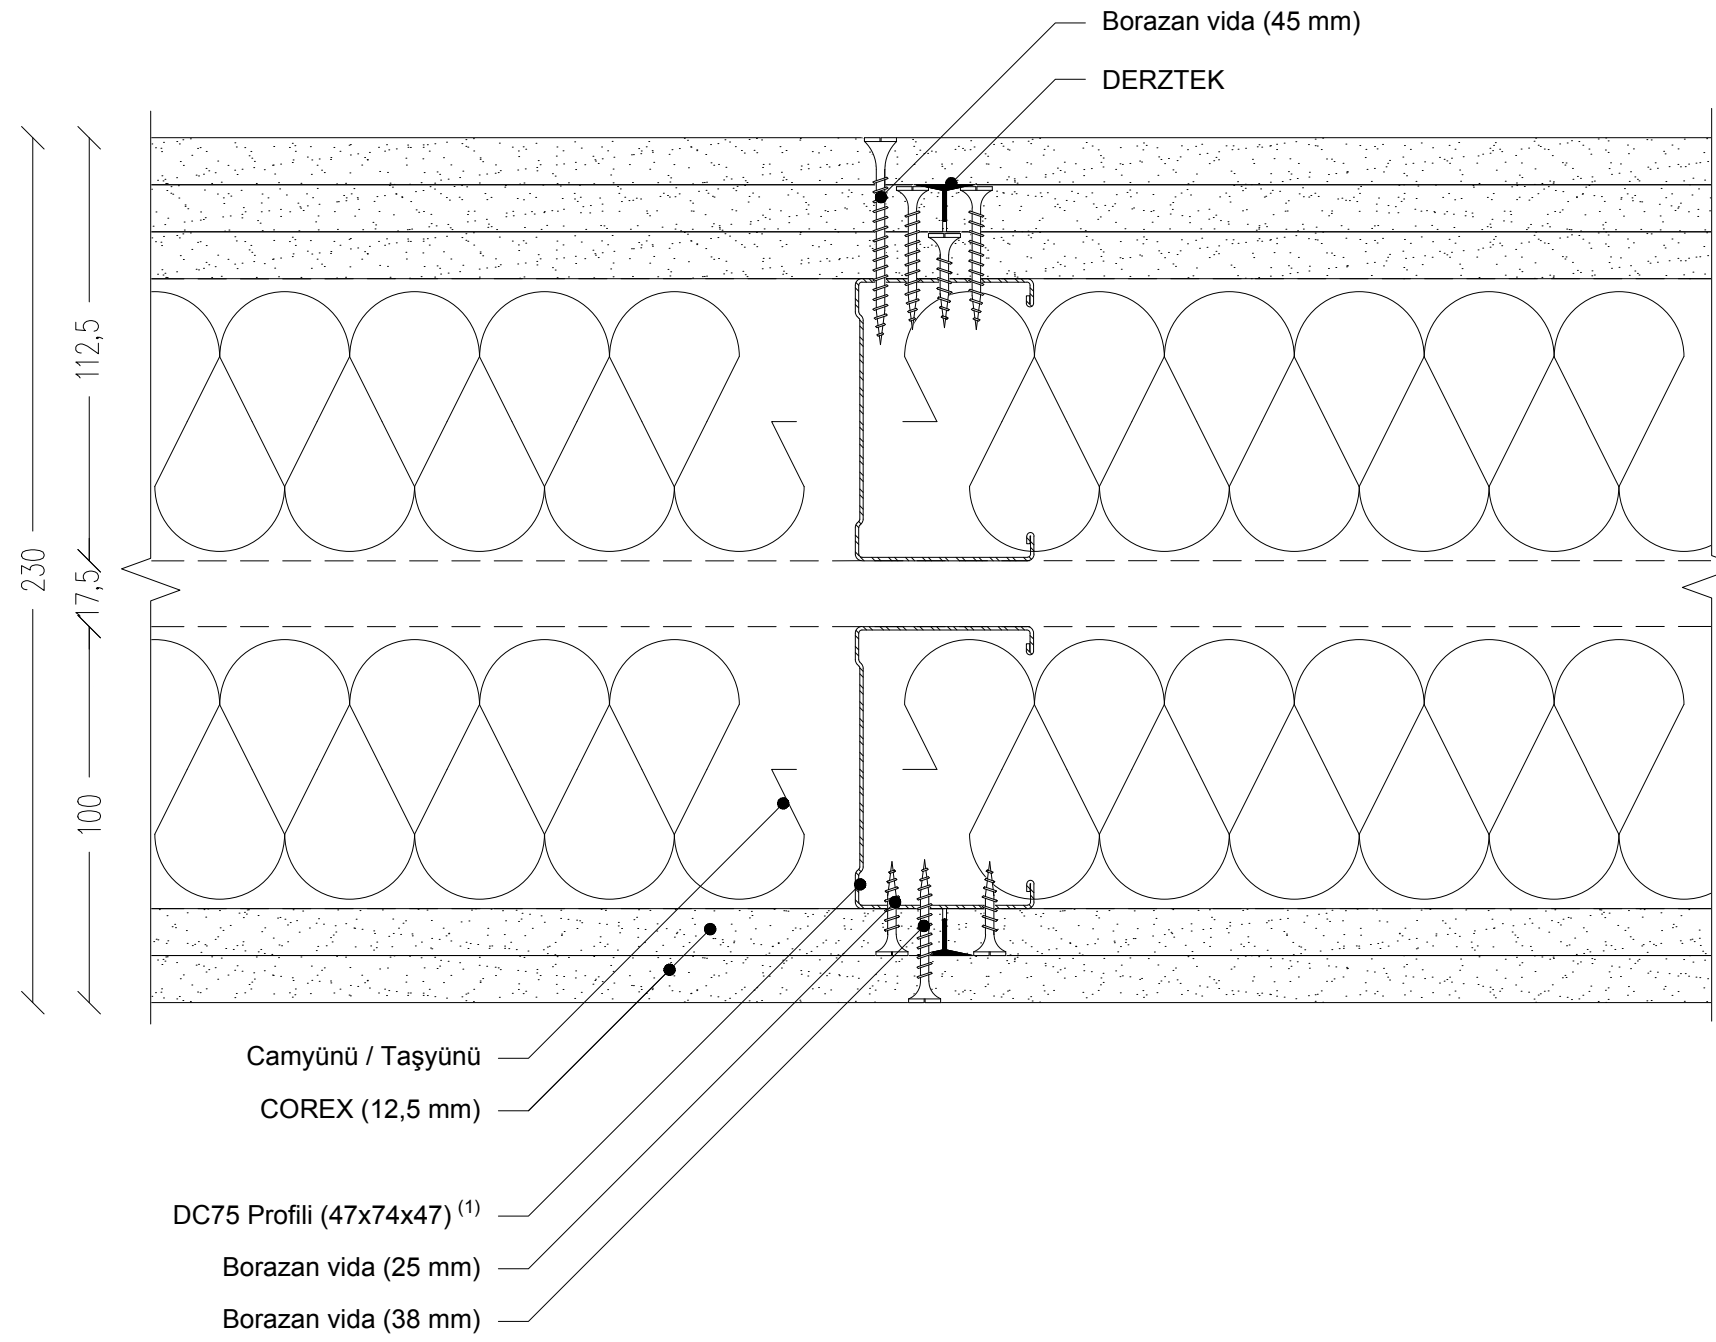 Borazan vida (45 mm)
DERZTEK
112,5
230
17,5
100
Camyünü / Taşyünü
COREX (12,5 mm)
DC75 Profili (47x74x47) (1)
Borazan vida (25 mm)
Borazan vida (38 mm)